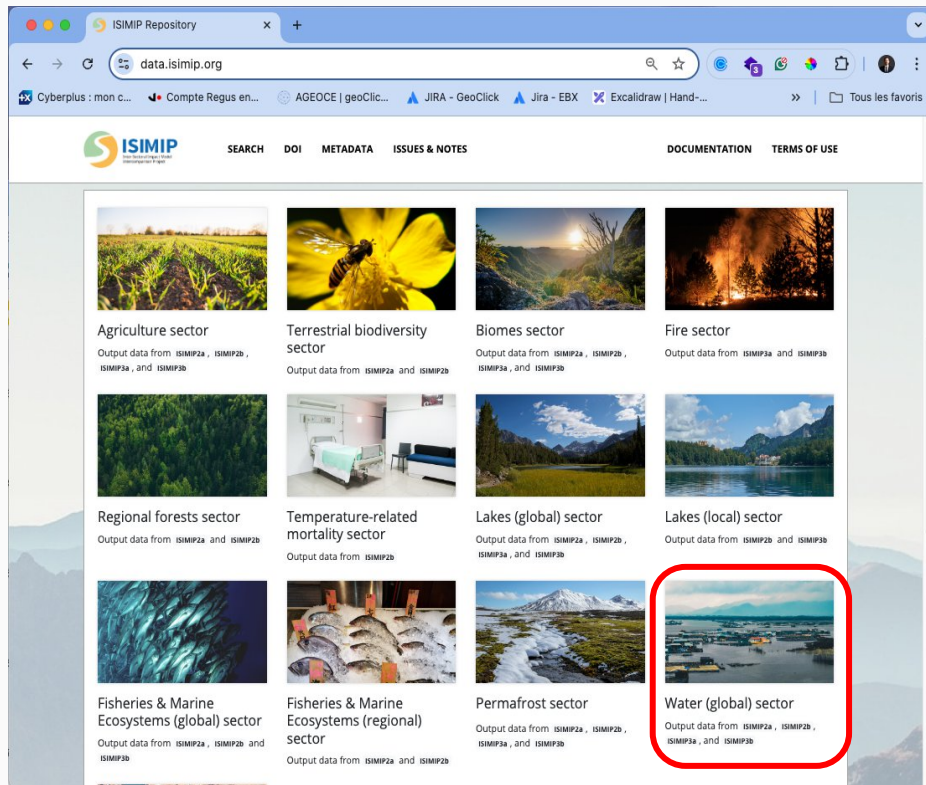 ISIMIP Repository
data.isimip.org
3
Cyberplus : mon c...
Compte Regus en...
AGEOCE | geoClic...
JIRA - GeoClick
Jira - EBX
Excalidraw | Hand-...
Tous les favoris
ISIMIP
SEARCH DOI METADATA ISSUES & NOTES DOCUMENTATION TERMS OF USE
Agriculture sector
Output data from ISIMIP2a , ISIMIP2b ,
ISIMIP3a , and ISIMIP3b
Terrestrial biodiversity
sector
Output data from ISIMIP2a and ISIMIP2b
Biomes sector
Output data from ISIMIP2a , ISIMIP2b ,
ISIMIP3a , and ISIMIP3b
Fire sector
Output data from ISIMIP3a and ISIMIP3b
Regional forests sector
Output data from ISIMIP2a and ISIMIP2b
Temperature-related
mortality sector
Output data from ISIMIP2b
Lakes (global) sector
Output data from ISIMIP2a , ISIMIP2b ,
ISIMIP3a , and ISIMIP3b
Lakes (local) sector
Output data from ISIMIP2b and ISIMIP3b
Fisheries & Marine
Ecosystems (global) sector
Output data from ISIMIP2a , ISIMIP2b and
ISIMIP3b
Fisheries & Marine
Ecosystems (regional)
sector
Output data from ISIMIP2a and ISIMIP2b
Permafrost sector
Output data from ISIMIP2a , ISIMIP2b ,
ISIMIP3a , and ISIMIP3b
Water (global) sector
Output data from ISIMIP2a , ISIMIP2b ,
ISIMIP3a , and ISIMIP3b